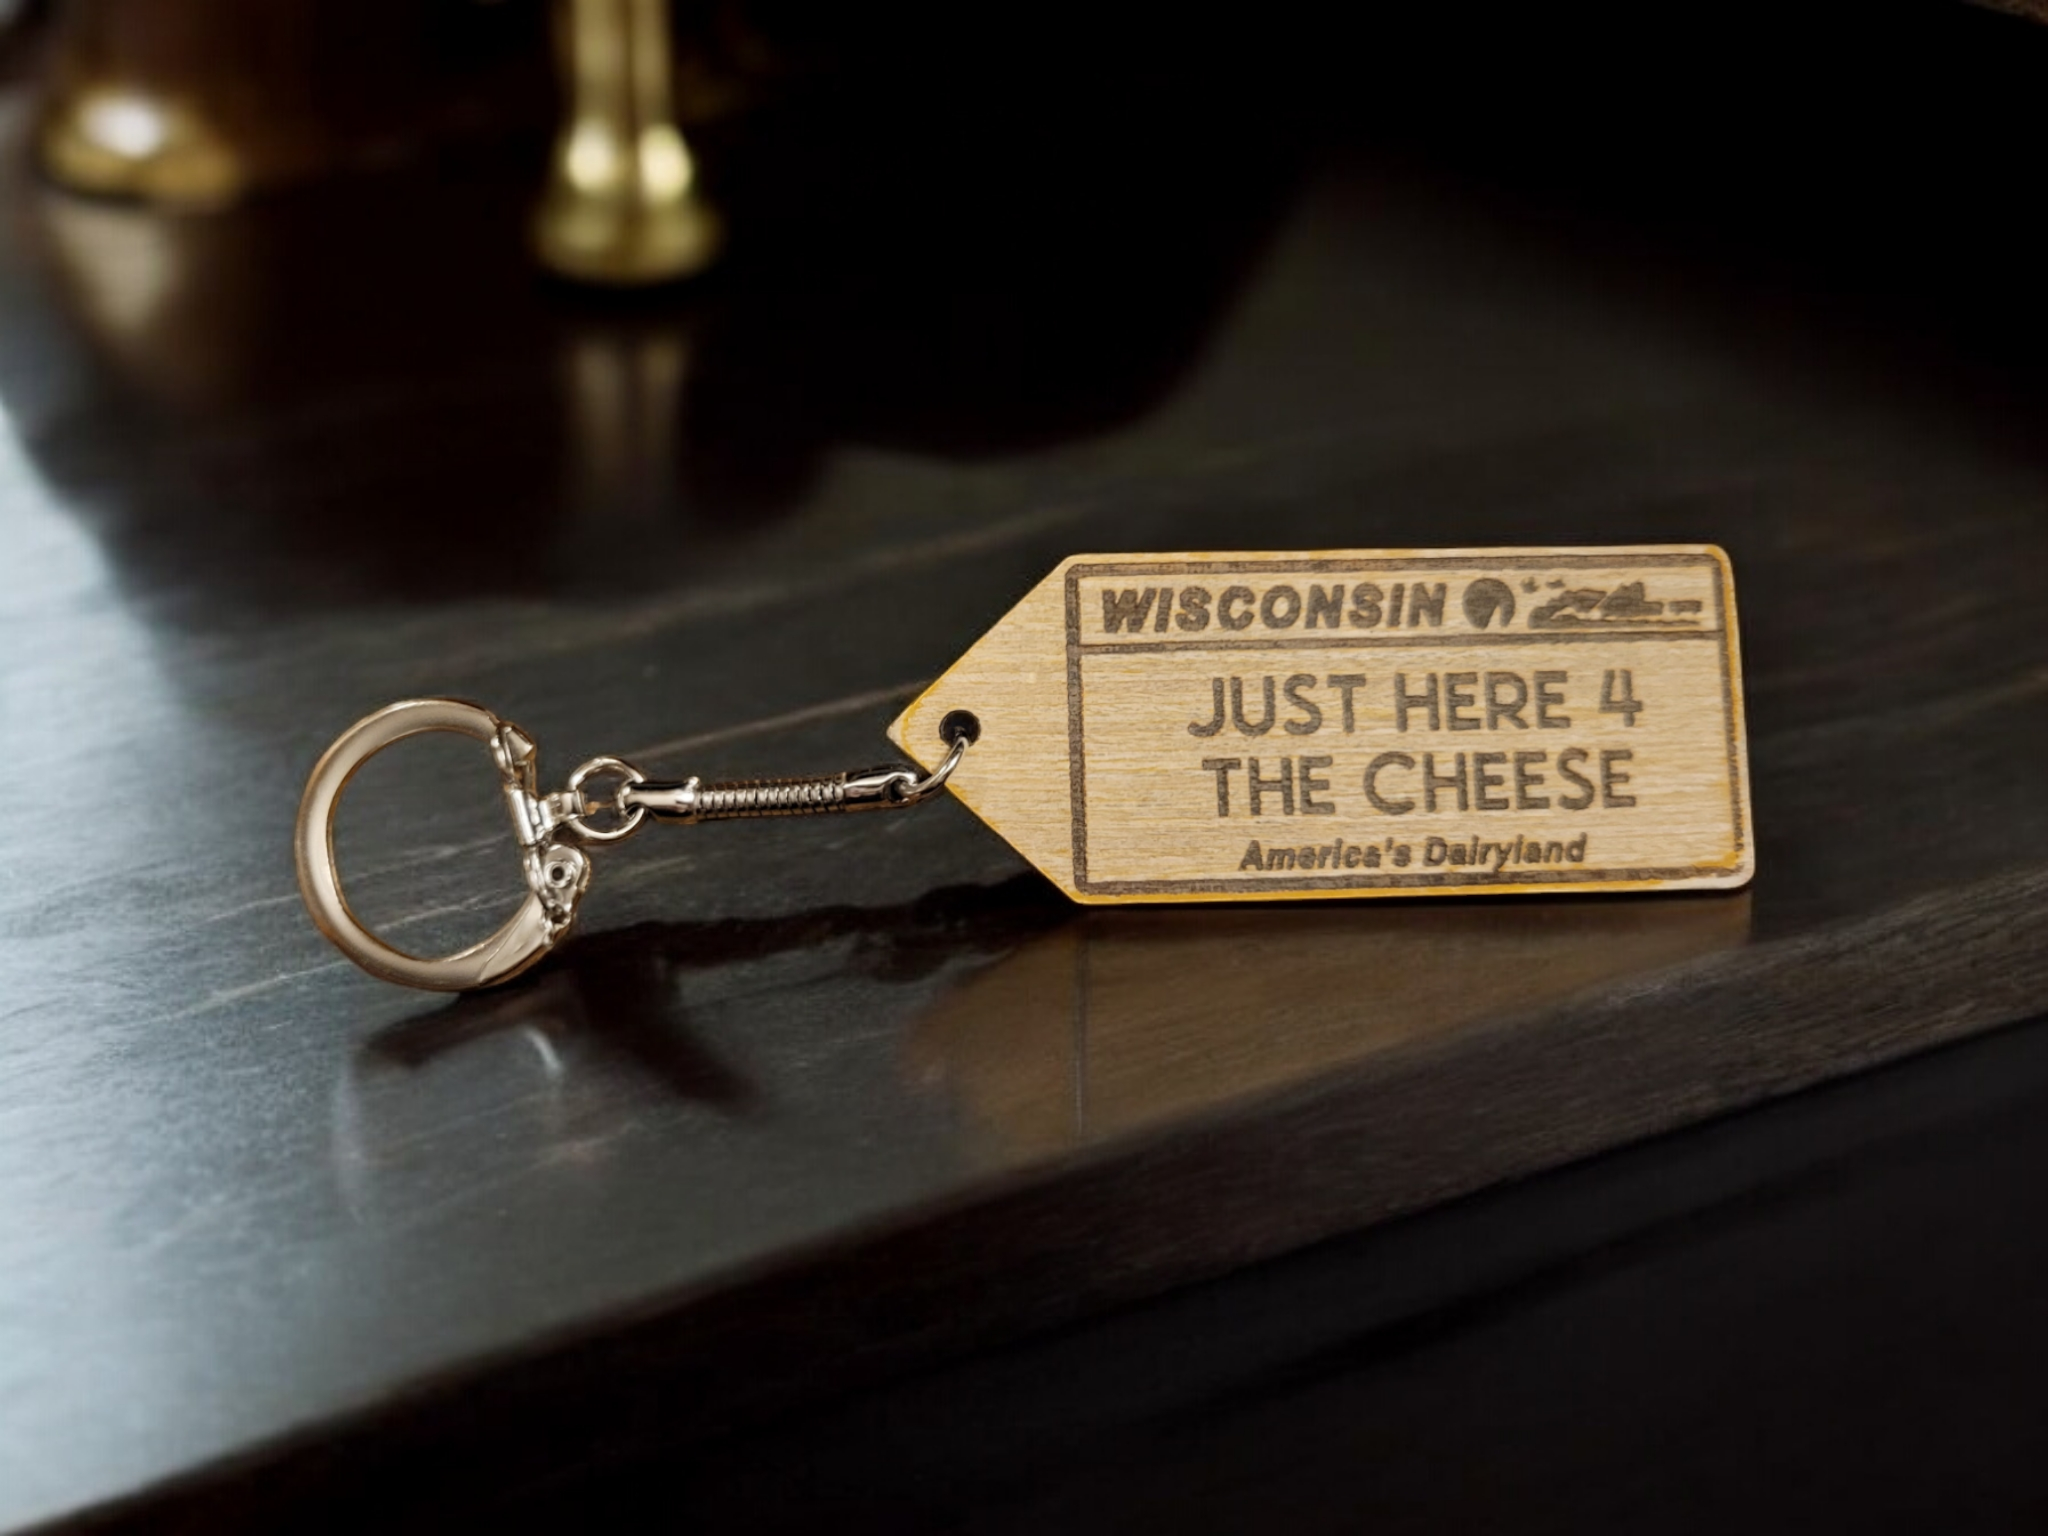 WISCONSIN
JUST HERE 4
THE CHEESE
America's Dairyland